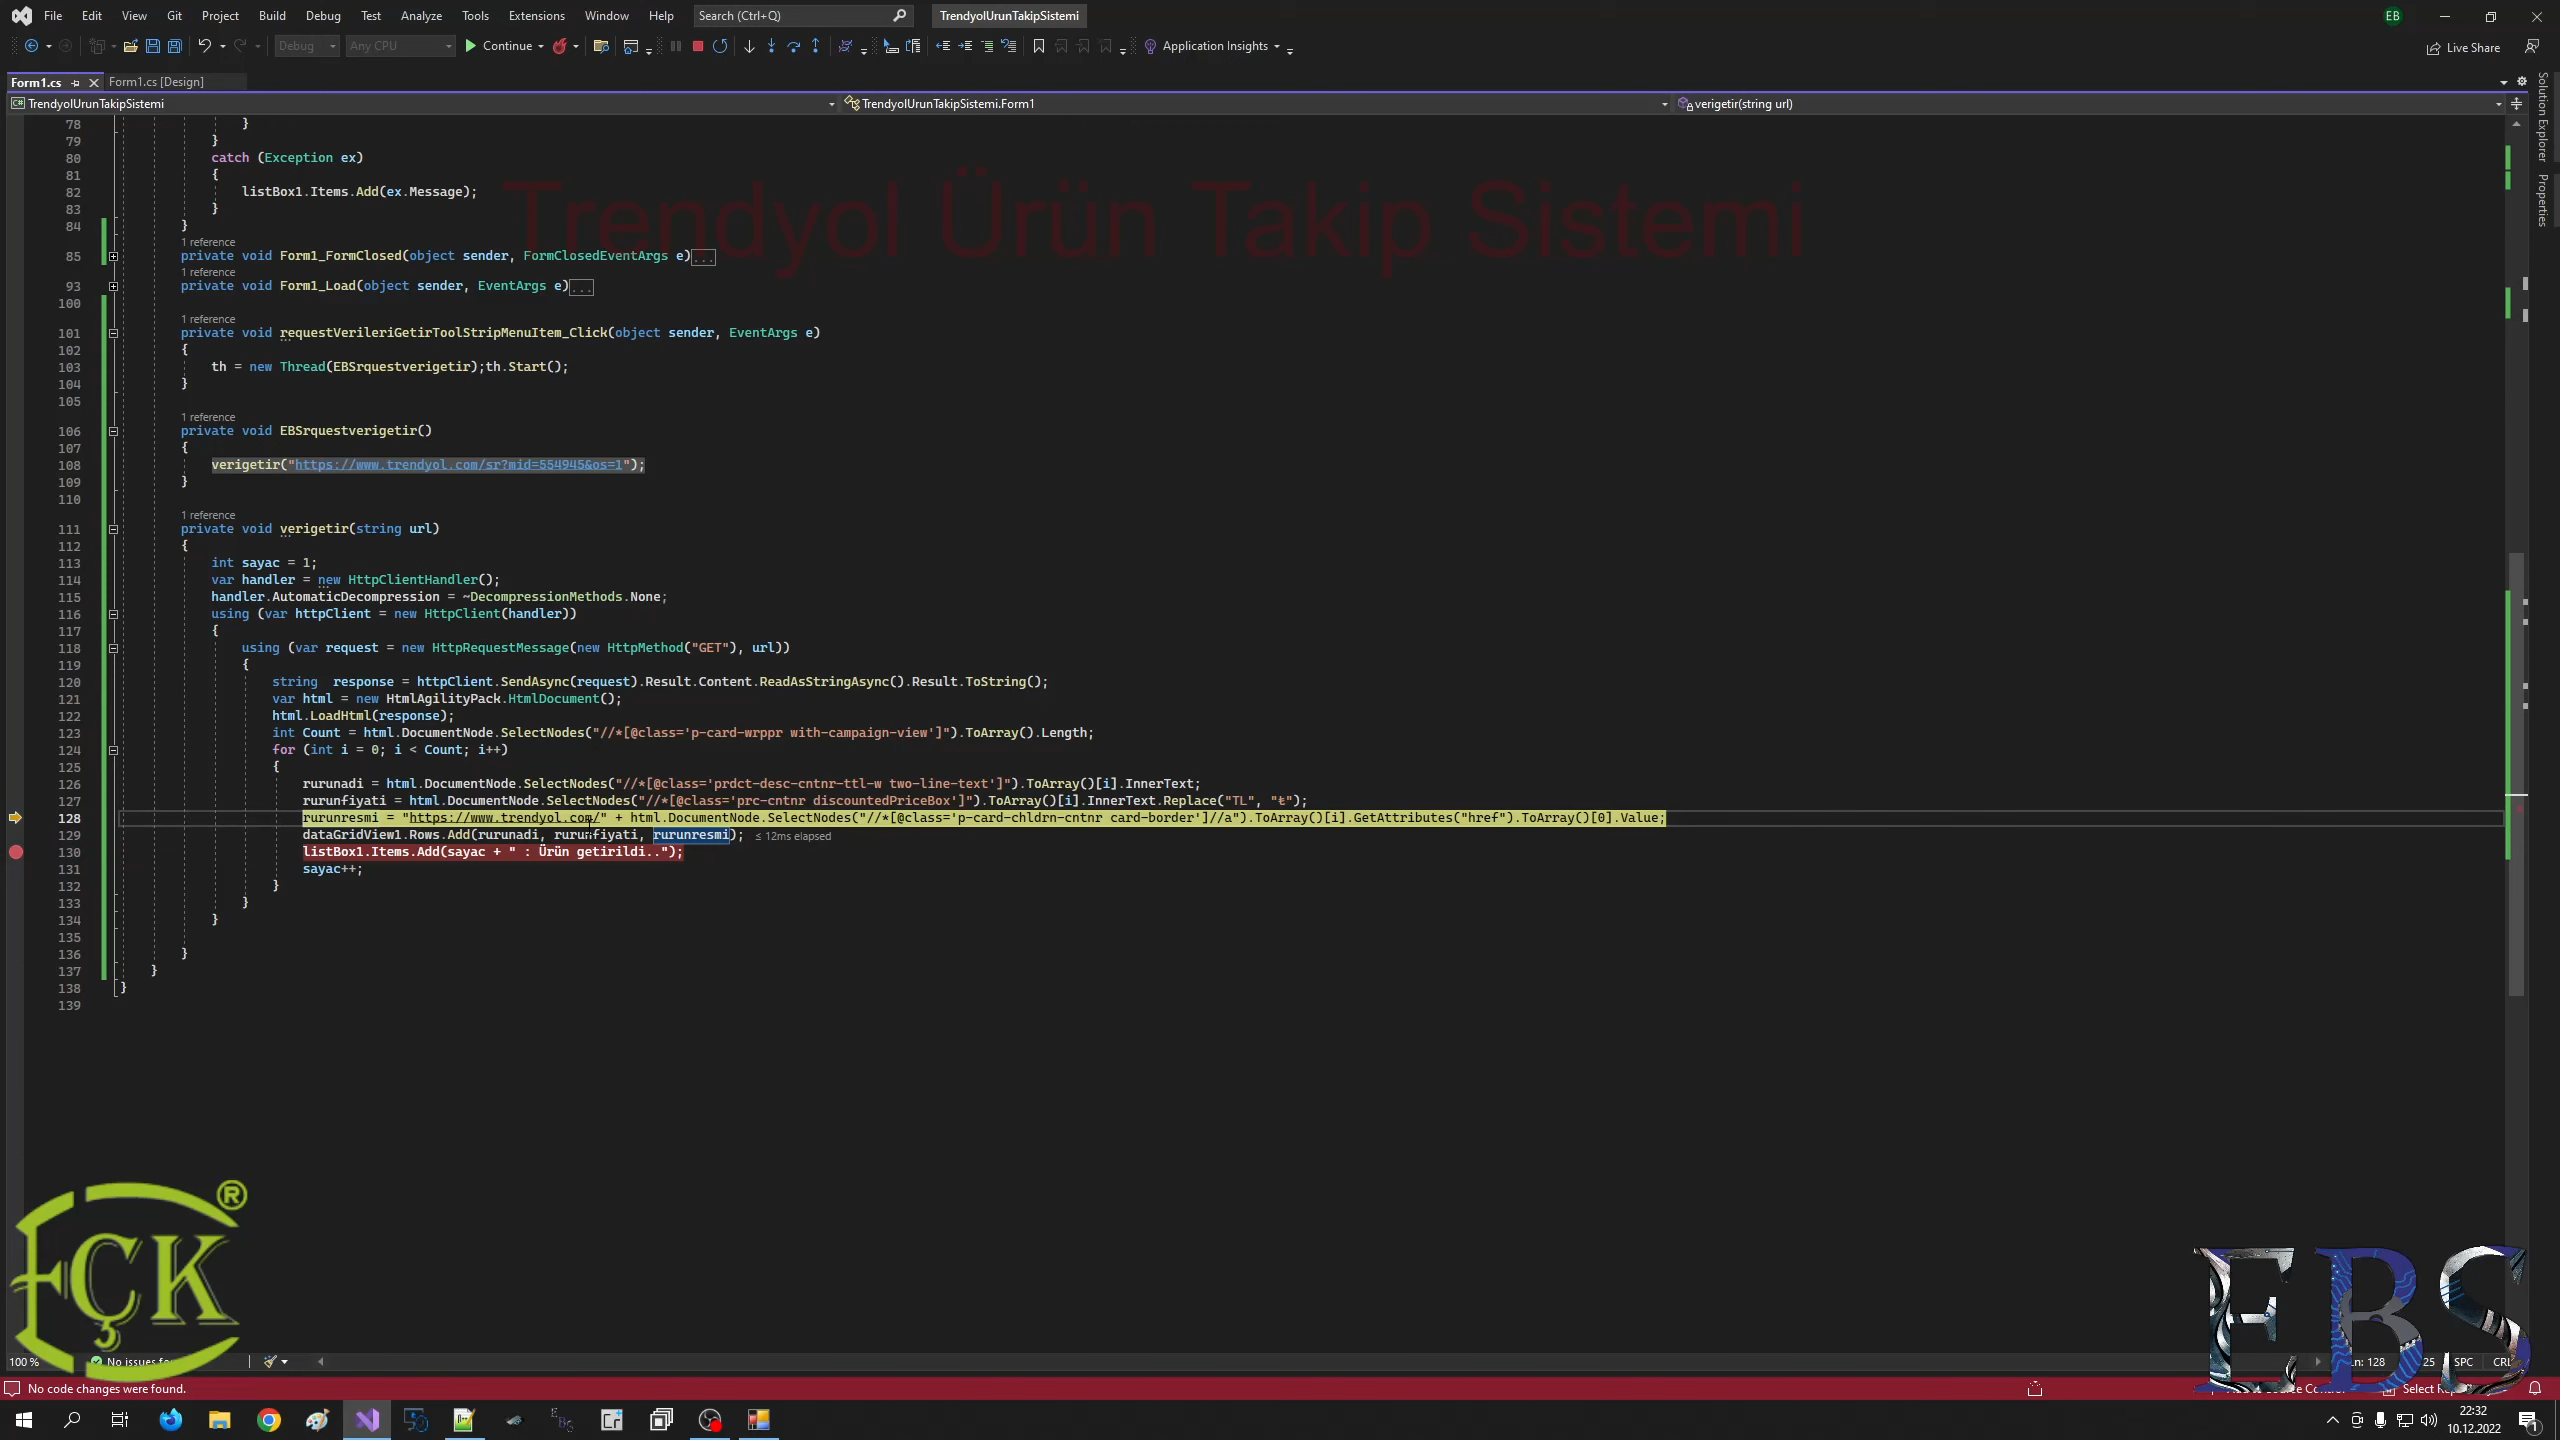 File Edit View Git Project Build Debug Test Analyze Tools Extensions Window Help Search (Ctrl+Q) TrendyolUrunTakipSistemi EB
Debug Any CPU Continue Application Insights Live Share
Form1.cs Form1.cs [Design]
TrendyolUrunTakipSistemi TrendyolUrunTakipSistemi.Form1 verigetir(string url)
Solution Explorer
Properties
Trendyol Ürün Takip Sistemi
78 }
79 }
80 catch (Exception ex)
81 {
82 listBox1.Items.Add(ex.Message);
83 }
84 }
1 reference
85 private void Form1_FormClosed(object sender, FormClosedEventArgs e)...
1 reference
93 private void Form1_Load(object sender, EventArgs e)...
100
1 reference
101 private void requestVerileriGetirToolStripMenuItem_Click(object sender, EventArgs e)
102 {
103 th = new Thread(EBSrquestverigetir);th.Start();
104 }
105
1 reference
106 private void EBSrquestverigetir()
107 {
108 verigetir("https://www.trendyol.com/sr?mid=554945&os=1");
109 }
110
1 reference
111 private void verigetir(string url)
112 {
113 int sayac = 1;
114 var handler = new HttpClientHandler();
115 handler.AutomaticDecompression = ~DecompressionMethods.None;
116 using (var httpClient = new HttpClient(handler))
117 {
118 using (var request = new HttpRequestMessage(new HttpMethod("GET"), url))
119 {
120 string response = httpClient.SendAsync(request).Result.Content.ReadAsStringAsync().Result.ToString();
121 var html = new HtmlAgilityPack.HtmlDocument();
122 html.LoadHtml(response);
123 int Count = html.DocumentNode.SelectNodes("//*[@class='p-card-wrppr with-campaign-view']").ToArray().Length;
124 for (int i = 0; i < Count; i++)
125 {
126 rurunadi = html.DocumentNode.SelectNodes("//*[@class='prdct-desc-cntnr-ttl-w two-line-text']").ToArray()[i].InnerText;
127 rurunfiyati = html.DocumentNode.SelectNodes("//*[@class='prc-cntnr discountedPriceBox']").ToArray()[i].InnerText.Replace("TL", "₺");
128 rurunresmi = "https://www.trendyol.com/" + html.DocumentNode.SelectNodes("//*[@class='p-card-chldrn-cntnr card-border']//a").ToArray()[i].GetAttributes("href").ToArray()[0].Value;
129 dataGridView1.Rows.Add(rurunadi, rurunfiyati, rurunresmi); ≤ 12ms elapsed
130 listBox1.Items.Add(sayac + " : Ürün getirildi..");
131 sayac++;
132 }
133 }
134 }
135
136 }
137 }
138 }
139
EÇK ®
EBS
100 % No issues Ln: 128 25 SPC
No code changes were found.
22:32
10.12.2022